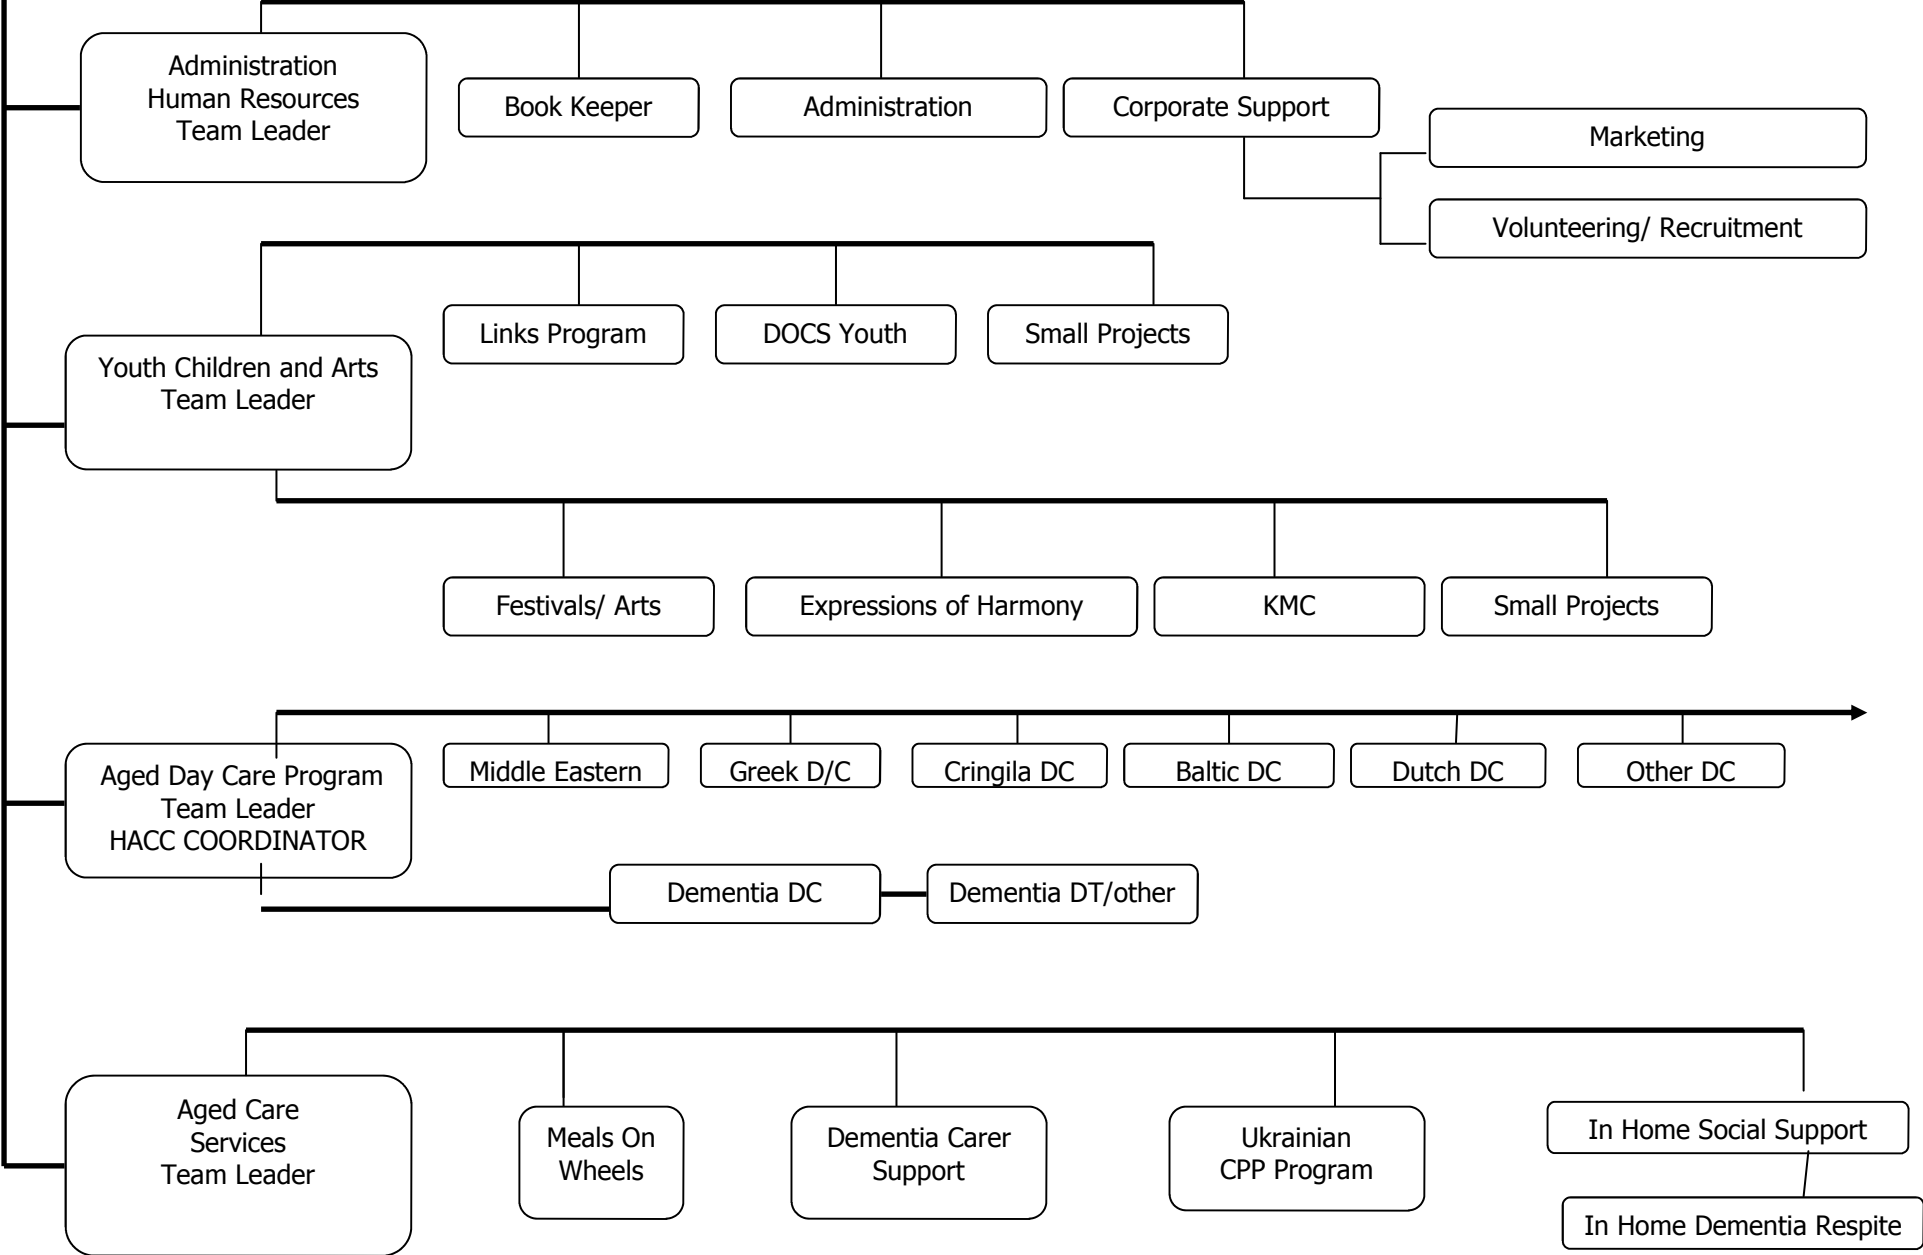 Administration
Human Resources
Team Leader
Book Keeper
Administration
Corporate Support
Marketing
Volunteering/ Recruitment
Links Program
DOCS Youth
Small Projects
Youth Children and Arts
Team Leader
Festivals/ Arts
Expressions of Harmony
KMC
Small Projects
Aged Day Care Program
Team Leader
HACC COORDINATOR
Middle Eastern
Greek D/C
Cringila DC
Baltic DC
Dutch DC
Other DC
Dementia DC
Dementia DT/other
Aged Care
Services
Team Leader
Meals On
Wheels
Dementia Carer
Support
Ukrainian
CPP Program
In Home Social Support
In Home Dementia Respite